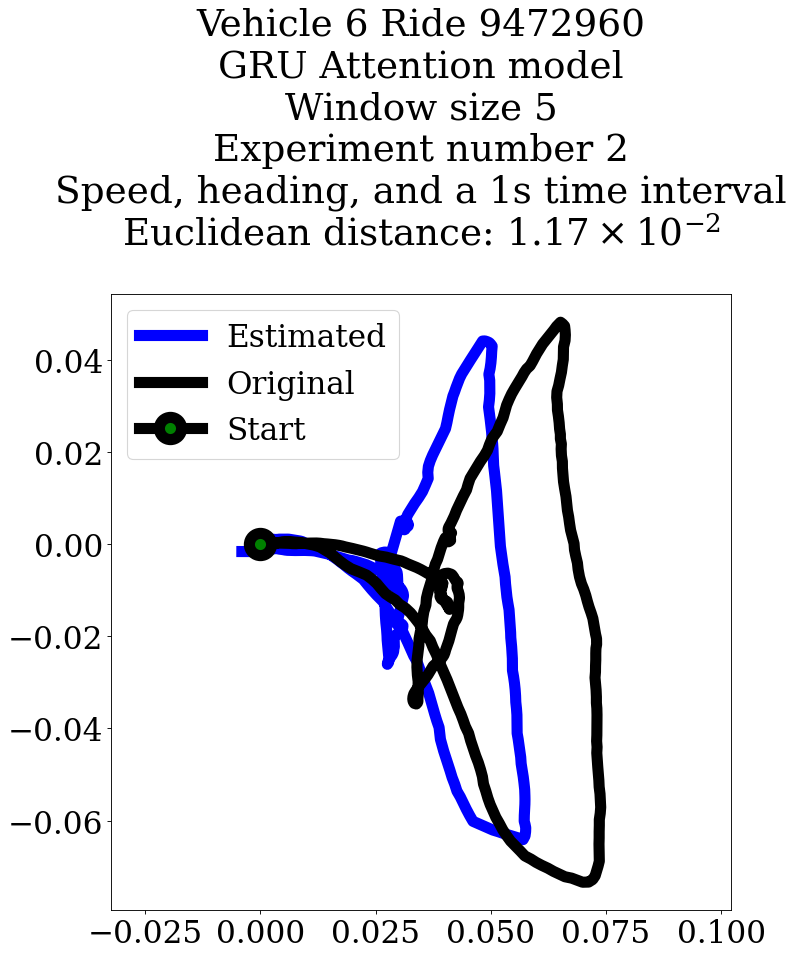 Vehicle 6 Ride 9472960
GRU Attention model
Window size 5
Experiment number 2
Speed, heading, and a 1s time interval
Euclidean distance: 1.17 × 10⁻²
Estimated
Original
Start
0.04
0.02
0.00
−0.02
−0.04
−0.06
−0.025 0.000 0.025 0.050 0.075 0.100